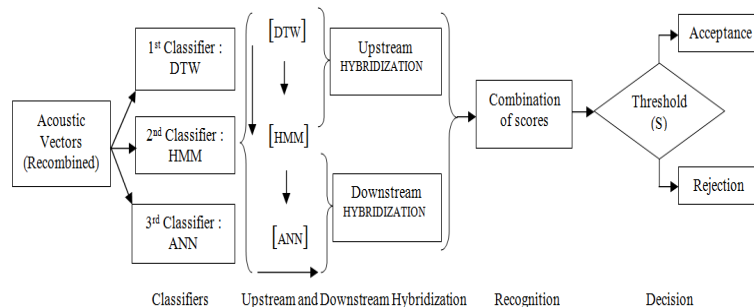 Acoustic
Vectors
(Recombined)
1st Classifier :
DTW
2nd Classifier :
HMM
3rd Classifier :
ANN
[DTW]
[HMM]
[ANN]
Upstream
HYBRIDIZATION
Downstream
HYBRIDIZATION
Combination
of scores
Threshold
(S)
Acceptance
Rejection
Classifiers
Upstream and Downstream Hybridization
Recognition
Decision